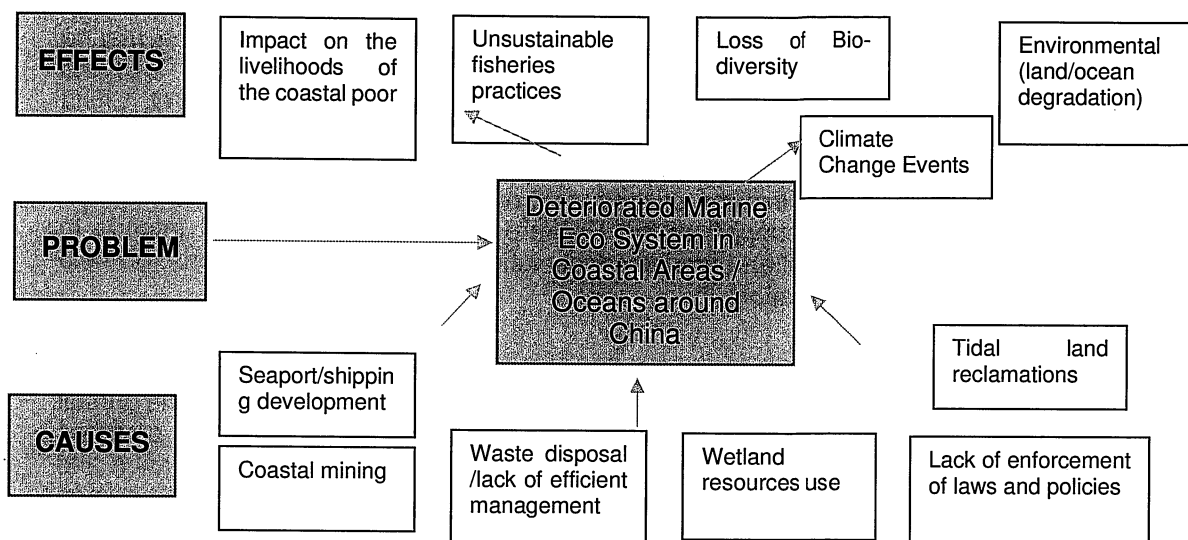 EFFECTS
Impact on the
livelihoods of
the coastal poor
Unsustainable
fisheries
practices
Loss of Bio-
diversity
Environmental
(land/ocean
degradation)
Climate
Change Events
PROBLEM
Deteriorated Marine
Eco System in
Coastal Areas /
Oceans around
China
CAUSES
Seaport/shippin
g development
Coastal mining
Waste disposal
/lack of efficient
management
Wetland
resources use
Tidal land
reclamations
Lack of enforcement
of laws and policies